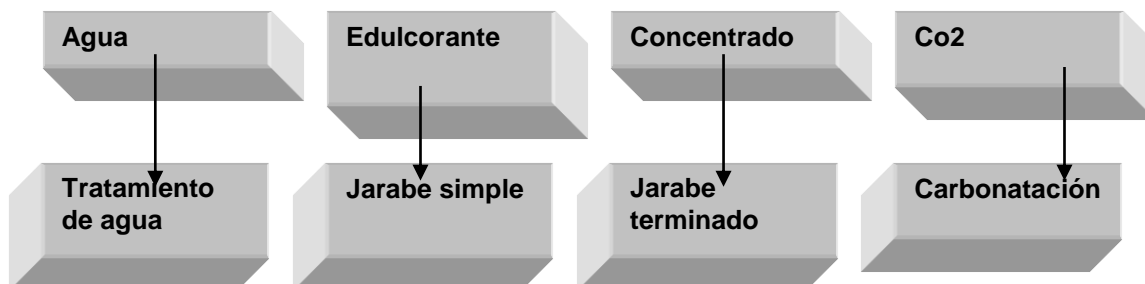 Agua
Edulcorante
Concentrado
Co2
Tratamiento
de agua
Jarabe simple
Jarabe
terminado
Carbonatación